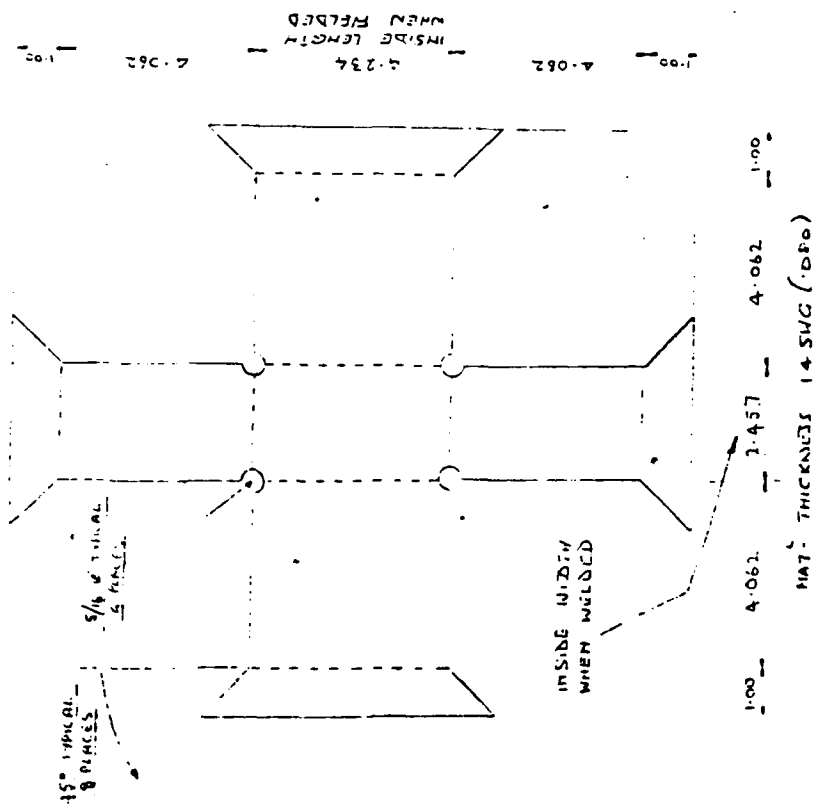 INSIDE LENGTH
WHEN WELDED
1.00
4.062
4.234
4.062
1.00
1.00
4.062
2.457
4.062
1.00
MAT'L THICKNESS 14 SWG (.080)
INSIDE WIDTH
WHEN WELDED
5/16 TYPICAL
PLACES
45° TYPICAL
8 PLACES